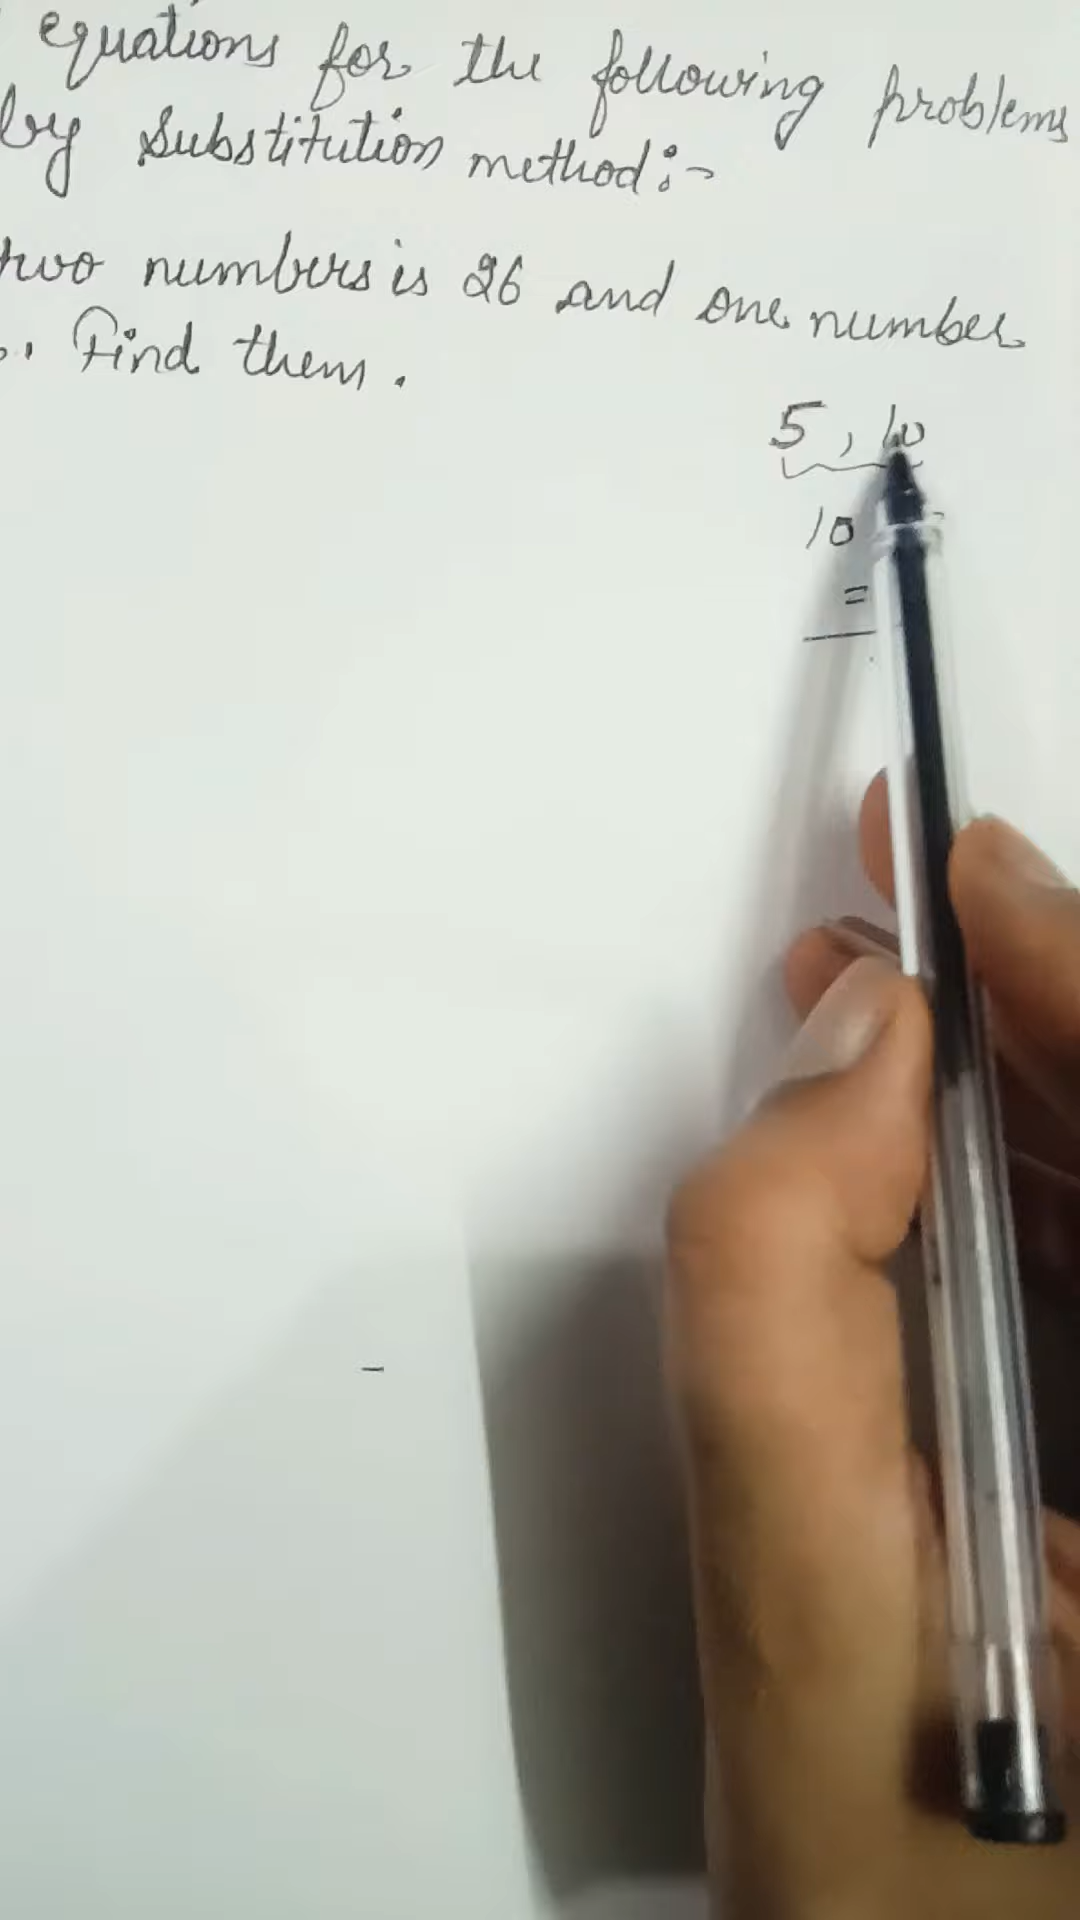 equations for the following problems
by Substitution method:-
two numbers is 26 and one number
. Find them.
5, 10
10
=